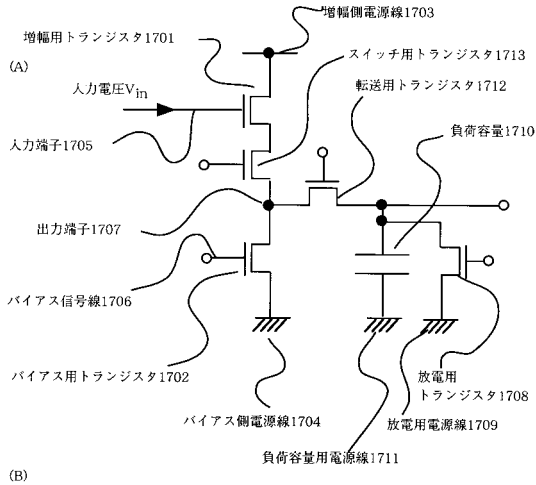 増幅側電源線1703
増幅用トランジスタ1701
スイッチ用トランジスタ1713
(A)
転送用トランジスタ1712
入力電圧Vin
負荷容量1710
入力端子1705
出力端子1707
バイアス信号線1706
バイアス用トランジスタ1702
放電用
トランジスタ1708
バイアス側電源線1704
放電用電源線1709
負荷容量用電源線1711
(B)